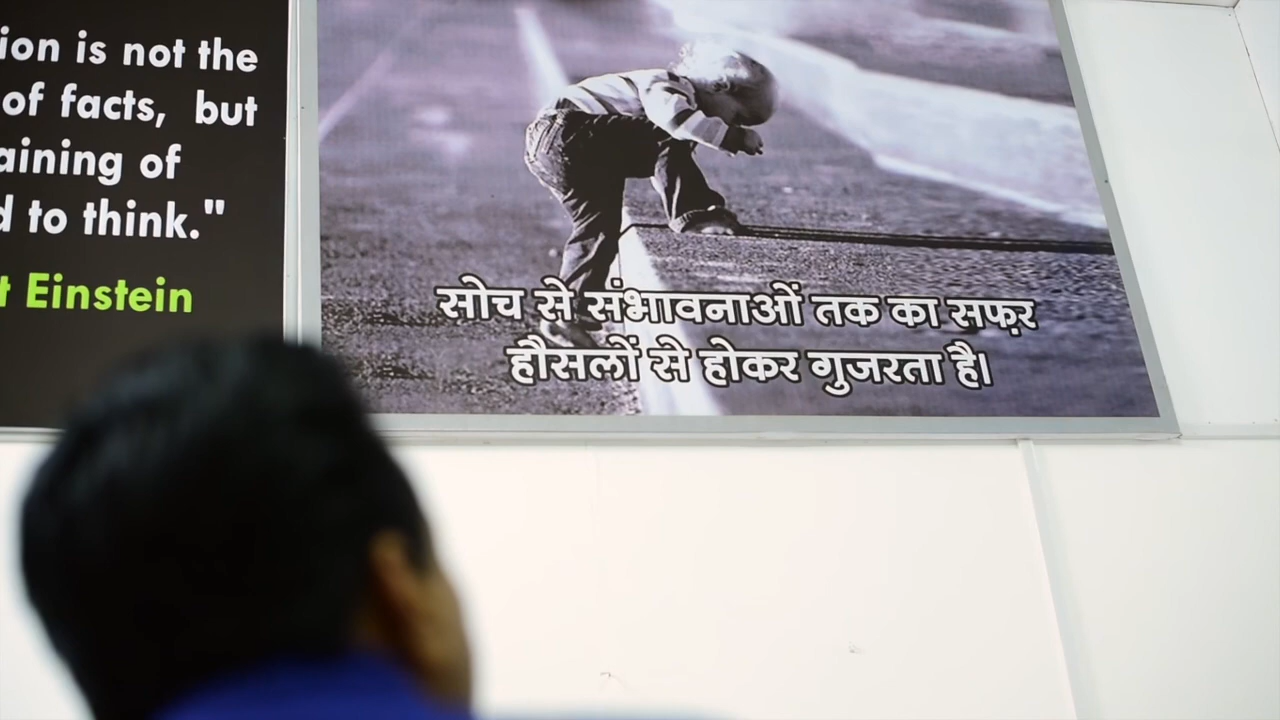 ion is not the
of facts, but
aining of
d to think."
t Einstein
सोच से संभावनाओं तक का सफ़र
हौसलों से होकर गुजरता है।